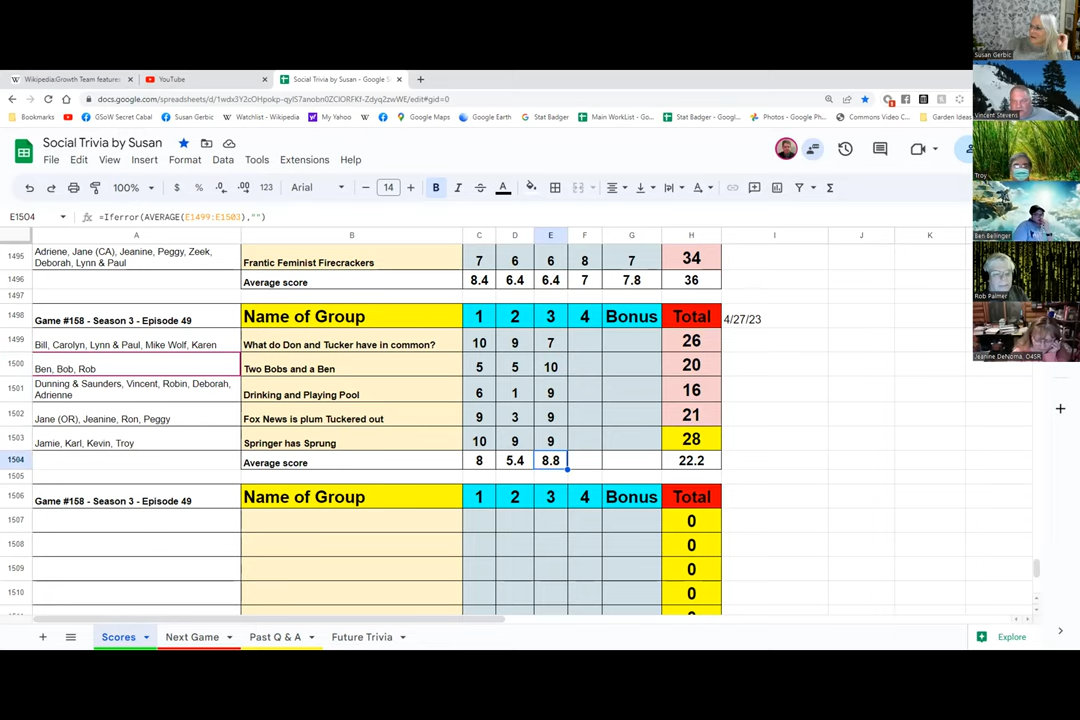 Wikipedia:Growth Team feature
YouTube
Social Trivia by Susan - Google S
docs.google.com/spreadsheets/d/1wdx3Y2cOHpokp-qyIS7anobn0ZClORFKf-Zdyq2zwWE/edit#gid=0
Bookmarks
GSoW Secret Cabal
Susan Gerbic
Watchlist - Wikipedia
My Yahoo
Google Maps
Google Earth
Stat Badger
Main WorkList - Go...
Stat Badger - Googl...
Photos - Google Ph...
Commons Video C...
Garden Ideas
Social Trivia by Susan
File Edit View Insert Format Data Tools Extensions Help
100% $ % .0 .00 123 Arial 14 B I
E1504 =Iferror(AVERAGE(E1499:E1503),"")
A B C D E F G H I J K
1495 Adriene, Jane (CA), Jeanine, Peggy, Zeek,
Deborah, Lynn & Paul Frantic Feminist Firecrackers 7 6 6 8 7 34
1496 Average score 8.4 6.4 6.4 7 7.8 36
1497
1498 Game #158 - Season 3 - Episode 49 Name of Group 1 2 3 4 Bonus Total 4/27/23
1499 Bill, Carolyn, Lynn & Paul, Mike Wolf, Karen What do Don and Tucker have in common? 10 9 7 26
1500 Ben, Bob, Rob Two Bobs and a Ben 5 5 10 20
1501 Dunning & Saunders, Vincent, Robin, Deborah,
Adrienne Drinking and Playing Pool 6 1 9 16
1502 Jane (OR), Jeanine, Ron, Peggy Fox News is plum Tuckered out 9 3 9 21
1503 Jamie, Karl, Kevin, Troy Springer has Sprung 10 9 9 28
1504 Average score 8 5.4 8.8 22.2
1505
1506 Game #158 - Season 3 - Episode 49 Name of Group 1 2 3 4 Bonus Total
1507 0
1508 0
1509 0
1510 0
Scores Next Game Past Q & A Future Trivia Explore
Susan Gerbic
Vincent Stevens
Troy
Ben Bellinger
Rob Palmer
Jeanine DeNoma, O4SR